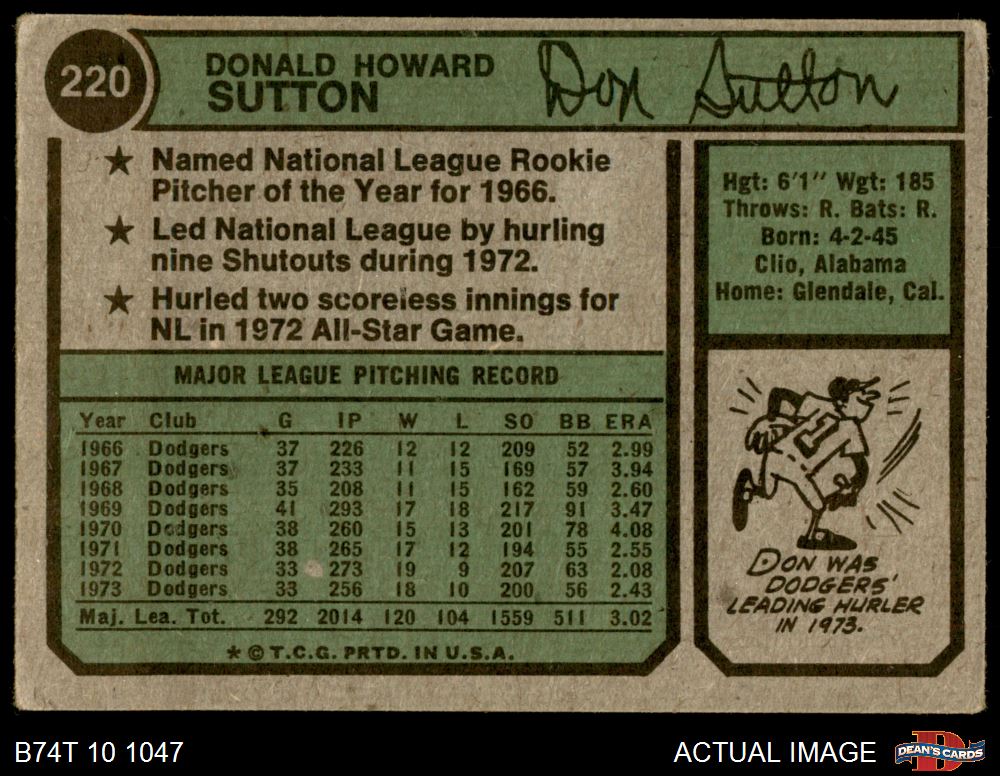 220
DONALD HOWARD
SUTTON
Don Sutton
★ Named National League Rookie
Pitcher of the Year for 1966.
★ Led National League by hurling
nine Shutouts during 1972.
★ Hurled two scoreless innings for
NL in 1972 All-Star Game.
Hgt: 6'1" Wgt: 185
Throws: R. Bats: R.
Born: 4-2-45
Clio, Alabama
Home: Glendale, Cal.
MAJOR LEAGUE PITCHING RECORD
Year Club G IP W L SO BB ERA
1966 Dodgers 37 226 12 12 209 52 2.99
1967 Dodgers 37 233 11 15 169 57 3.94
1968 Dodgers 35 208 11 15 162 59 2.60
1969 Dodgers 41 293 17 18 217 91 3.47
1970 Dodgers 38 260 15 13 201 78 4.08
1971 Dodgers 38 265 17 12 194 55 2.55
1972 Dodgers 33 273 19 9 207 63 2.08
1973 Dodgers 33 256 18 10 200 56 2.43
Maj. Lea. Tot. 292 2014 120 104 1559 511 3.02
* © T.C.G. PRTD. IN U.S.A.
DON WAS
DODGERS'
LEADING HURLER
IN 1973.
B74T 10 1047
ACTUAL IMAGE
DEAN'S CARDS